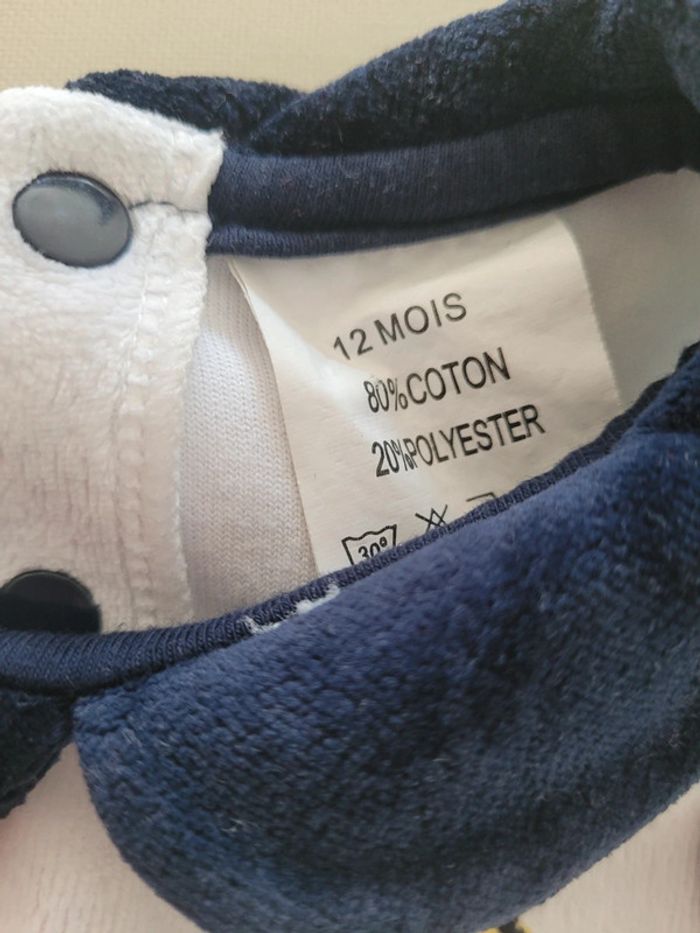 12 MOIS
80%COTON
20%POLYESTER
30°